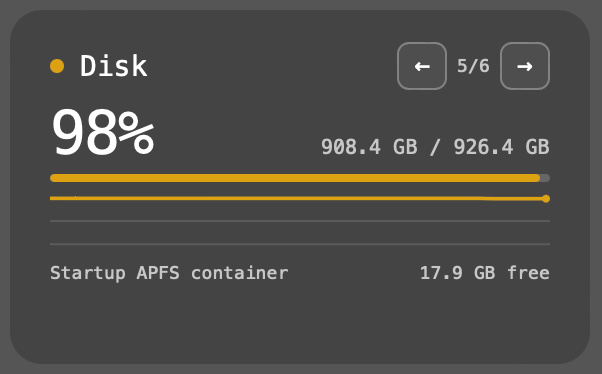 Disk
← 5/6 →
98%
908.4 GB / 926.4 GB
Startup APFS container
17.9 GB free